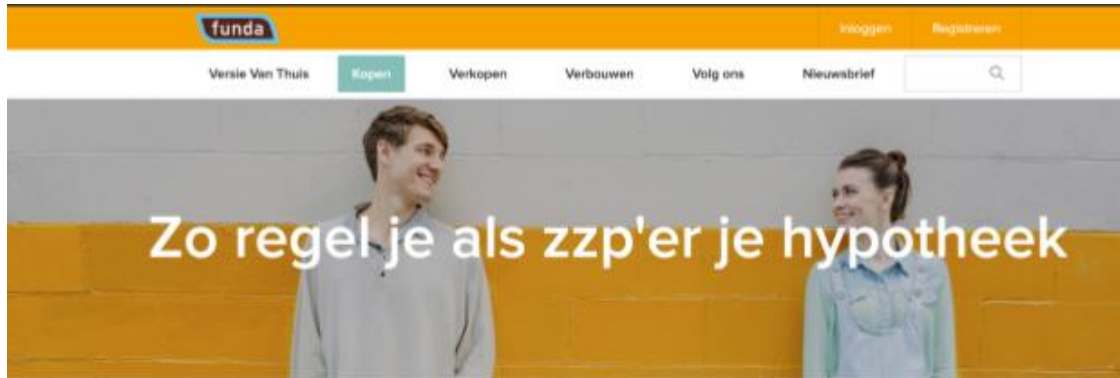 funda
Inloggen Registreren
Versie Van Thuis Kopen Verkopen Verbouwen Volg ons Nieuwsbrief
Zo regel je als zzp'er je hypotheek